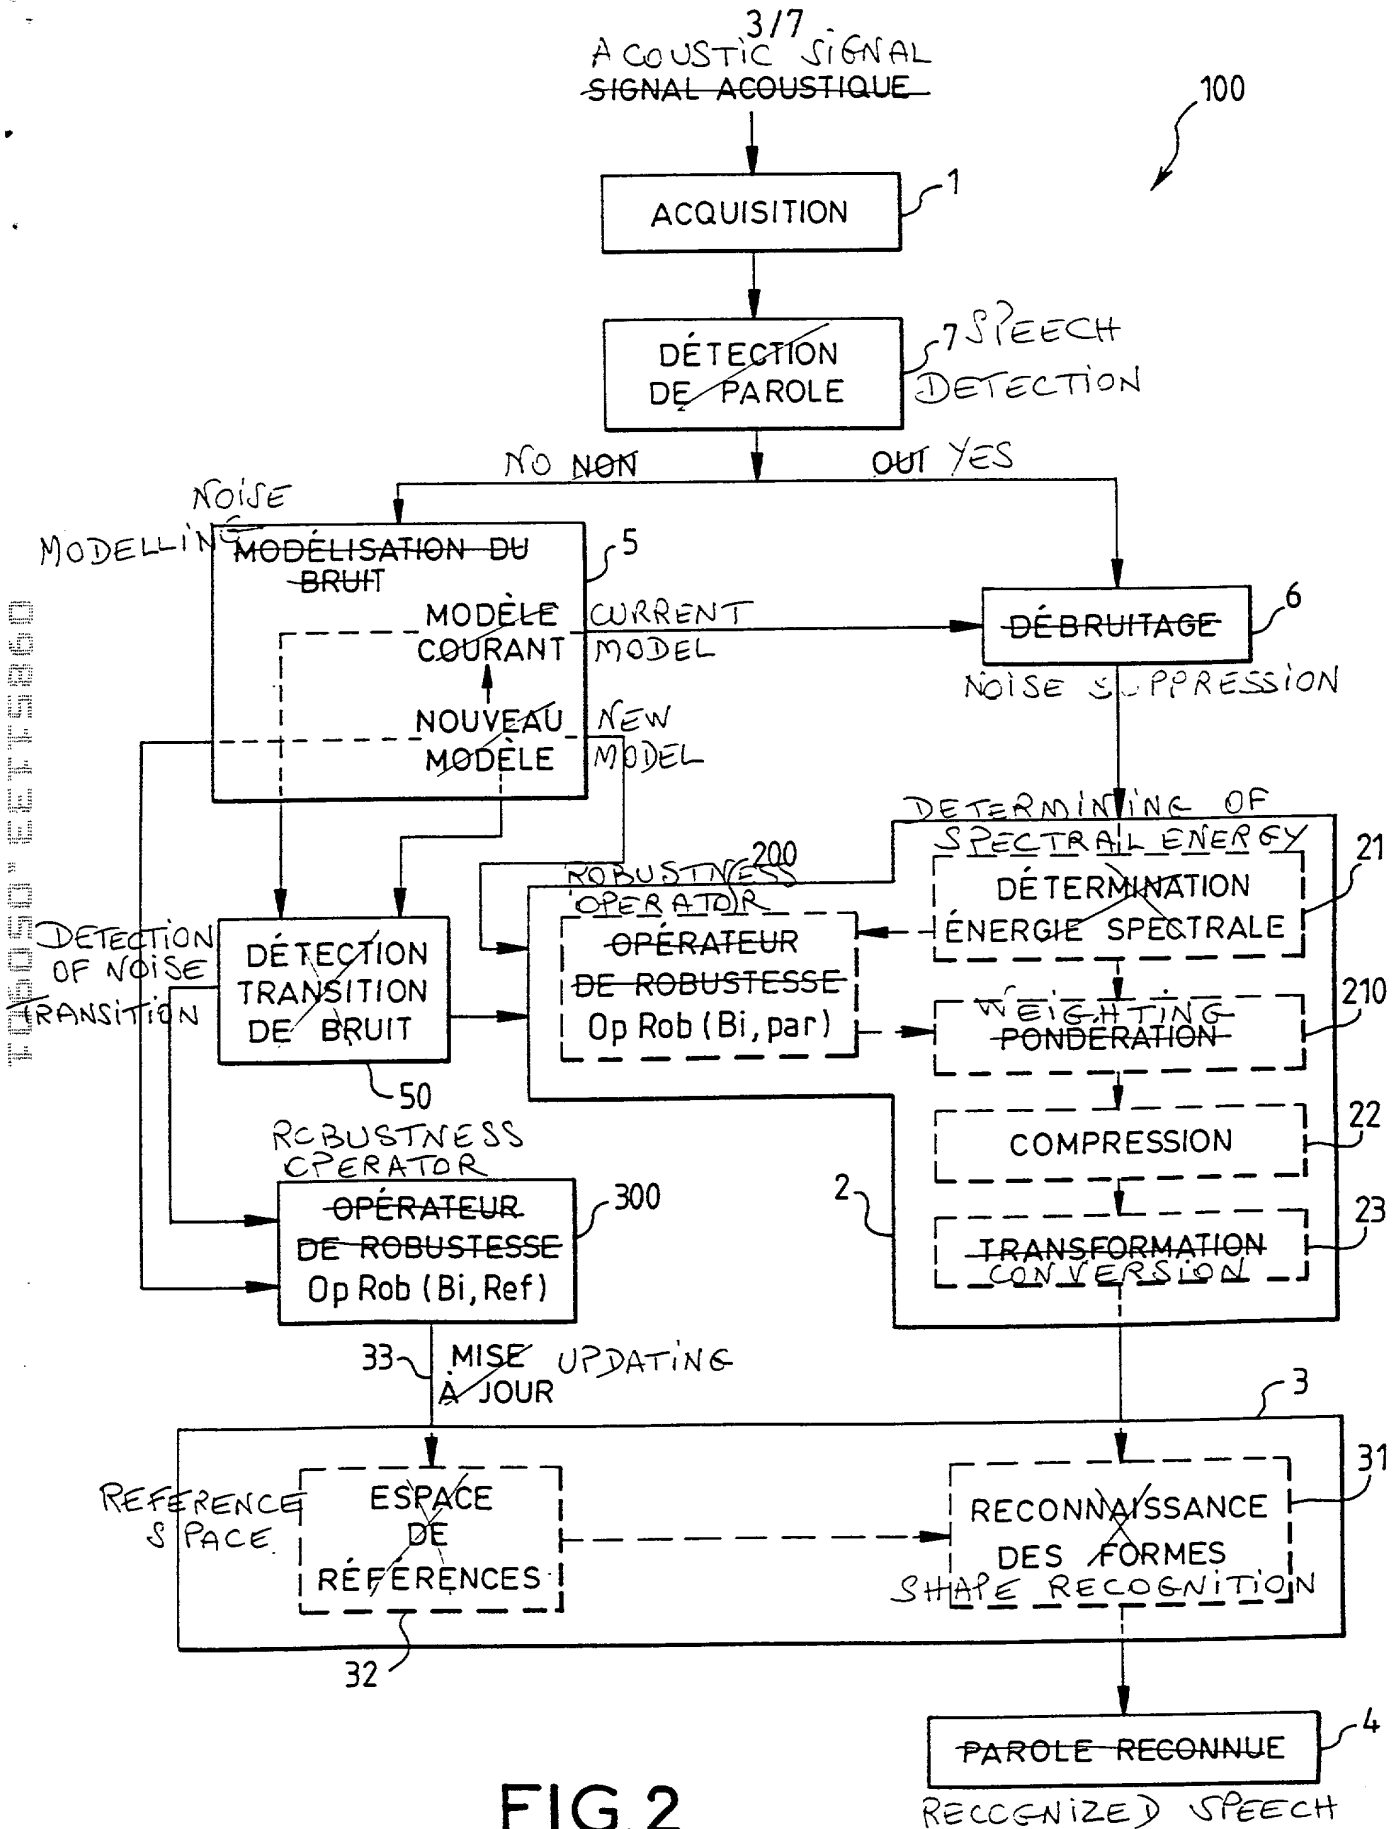 3/7
ACOUSTIC SIGNAL
SIGNAL ACOUSTIQUE
100
ACQUISITION
1
DÉTECTION
DE PAROLE
7
SPEECH
DETECTION
NO NON
OUI YES
NOISE
MODELLING
MODÉLISATION DU
BRUIT
5
MODÈLE
COURANT
CURRENT
MODEL
NOUVEAU
MODÈLE
NEW
MODEL
DÉBRUITAGE
6
NOISE SUPPRESSION
DETERMINING OF
SPECTRAL ENERGY
21
DÉTERMINATION
ÉNERGIE SPECTRALE
200
ROBUSTNESS
OPERATOR
OPÉRATEUR
DE ROBUSTESSE
Op Rob (Bi, par)
WEIGHTING
PONDÉRATION
210
DETECTION
OF NOISE
TRANSITION
DÉTECTION
TRANSITION
DE BRUIT
50
COMPRESSION
22
ROBUSTNESS
OPERATOR
OPÉRATEUR
DE ROBUSTESSE
Op Rob (Bi, Ref)
300
2
TRANSFORMATION
CONVERSION
23
33
MISE
À JOUR
UPDATING
3
REFERENCE
SPACE
ESPACE
DE
RÉFÉRENCES
32
RECONNAISSANCE
DES FORMES
SHAPE RECOGNITION
31
PAROLE RECONNUE
4
RECOGNIZED SPEECH
FIG.2